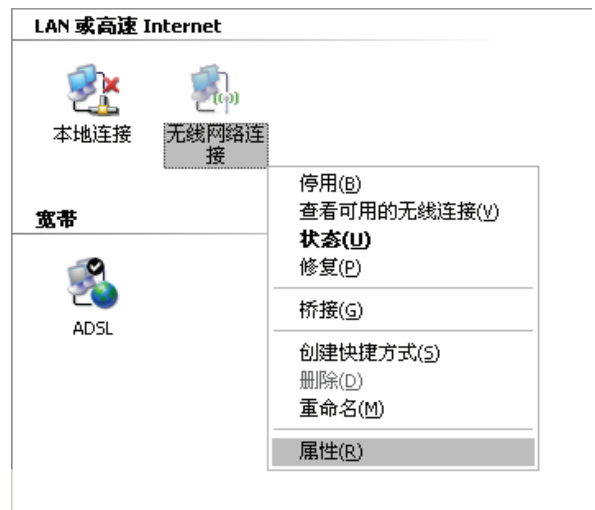 LAN 或高速 Internet
本地连接
无线网络连
接
停用(B)
查看可用的无线连接(V)
状态(U)
修复(P)
桥接(G)
创建快捷方式(S)
删除(D)
重命名(M)
属性(R)
宽带
ADSL